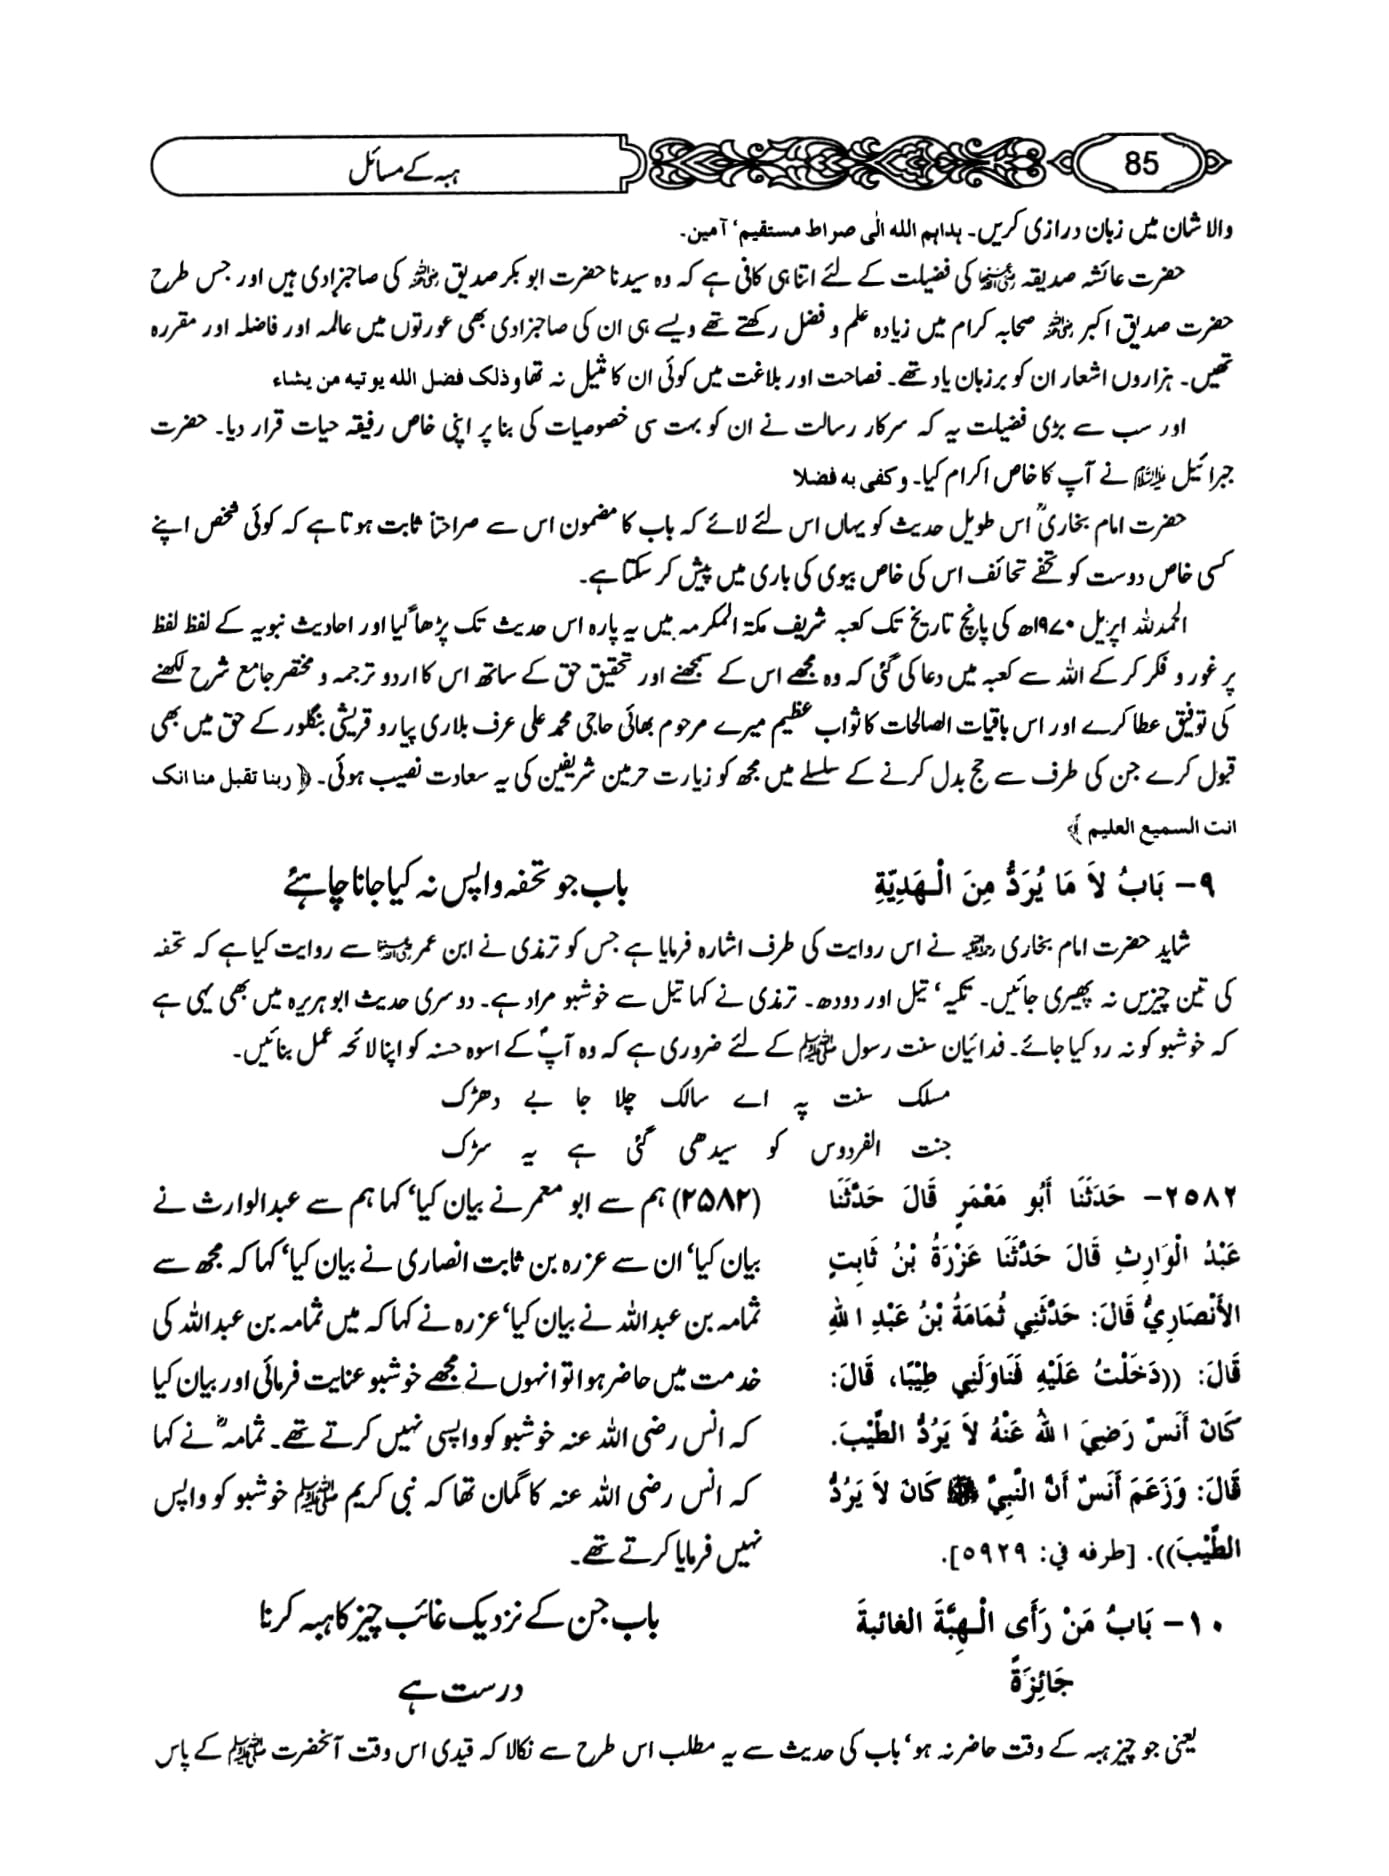 85
ہبہ کے مسائل
والا شان میں زبان درازی کریں۔ ہداہم اللہ الٰی صراط مستقیم' آمین۔
حضرت عائشہ صدیقہ رضی اللہ عنہا کی فضیلت کے لئے اتنا ہی کافی ہے کہ وہ سیدنا حضرت ابوبکر صدیق رضی اللہ عنہ کی صاحبزادی ہیں اور جس طرح
حضرت صدیق اکبر رضی اللہ عنہ صحابہ کرام میں زیادہ علم و فضل رکھتے تھے ویسے ہی ان کی صاحبزادی بھی عورتوں میں عالمہ اور فاضلہ اور مقررہ
تھیں۔ ہزاروں اشعار ان کو برزبان یاد تھے۔ فصاحت اور بلاغت میں کوئی ان کا مثیل نہ تھا وذلک فضل اللہ یوتیہ من یشاء
اور سب سے بڑی فضیلت یہ کہ سرکار رسالت نے ان کو بہت سی خصوصیات کی بنا پر اپنی خاص رفیقہ حیات قرار دیا۔ حضرت
جبرائیل علیہ السلام نے آپ کا خاص اکرام کیا۔ وکفی بہ فضلا
حضرت امام بخاریؒ اس طویل حدیث کو یہاں اس لئے لائے کہ باب کا مضمون اس سے صراحتاً ثابت ہوتا ہے کہ کوئی شخص اپنے
کسی خاص دوست کو تحفے تحائف اس کی خاص بیوی کی باری میں پیش کر سکتا ہے۔
الحمدللہ اپریل ۱۹۷۰ھ کی پانچ تاریخ تک کعبہ شریف مکۃ المکرمہ میں یہ پارہ اس حدیث تک پڑھا گیا اور احادیث نبویہ کے لفظ لفظ
پر غور و فکر کر کے اللہ سے کعبہ میں دعا کی گئی کہ وہ مجھے اس کے سمجھنے اور تحقیق حق کے ساتھ اس کا اردو ترجمہ و مختصر جامع شرح لکھنے
کی توفیق عطا کرے اور اس باقیات الصالحات کا ثواب عظیم میرے مرحوم بھائی حاجی محمد علی عرف بلاری پیارو قریشی بنگلور کے حق میں بھی
قبول کرے جن کی طرف سے حج بدل کرنے کے سلسلے میں مجھ کو زیارت حرمین شریفین کی یہ سعادت نصیب ہوئی۔ ﴿ ربنا تقبل منا انک
انت السمیع العلیم ﴾
٩- بَابُ لاَ مَا يُرَدُّ مِنَ الْـهَدِيَّةِ
باب جو تحفہ واپس نہ کیا جانا چاہئے
شاید حضرت امام بخاری رحمۃ اللہ علیہ نے اس روایت کی طرف اشارہ فرمایا ہے جس کو ترمذی نے ابن عمر رضی اللہ عنہما سے روایت کیا ہے کہ تحفہ
کی تین چیزیں نہ پھیری جائیں۔ تکیہ' تیل اور دودھ۔ ترمذی نے کہا تیل سے خوشبو مراد ہے۔ دوسری حدیث ابو ہریرہ میں بھی یہی ہے
کہ خوشبو کو نہ رد کیا جائے۔ فدائیان سنت رسول ﷺ کے لئے ضروری ہے کہ وہ آپؐ کے اسوہ حسنہ کو اپنا لائحہ عمل بنائیں۔
مسلک سنت پہ اے سالک چلا جا بے دھڑک
جنت الفردوس کو سیدھی گئی ہے یہ سڑک
٢٥٨٢- حَدَثَنَا أَبُو مَعْمَرٍ قَالَ حَدَّثَنَا
عَبْدُ الْوَارِثِ قَالَ حَدَّثَنَا عَزْرَةُ بْنُ ثَابِتٍ
الأَنْصَارِيُّ قَالَ: حَدَّثَنِي ثُمَامَةُ بْنُ عَبْدِ اللهِ
قَالَ: ((دَخَلْتُ عَلَيْهِ فَنَاوَلَنِي طِيْبًا، قَالَ:
كَانَ أَنَسٌ رَضِيَ اللهُ عَنْهُ لاَ يَرُدُّ الطِّيْبَ.
قَالَ: وَزَعَمَ أَنَسٌ أَنَّ النَّبِيَّ ﷺ كَانَ لاَ يَرُدُّ
الطِّيْبَ)). [طرفه في: ٥٩٢٩].
(۲۵۸۲) ہم سے ابو معمر نے بیان کیا' کہا ہم سے عبدالوارث نے
بیان کیا' ان سے عزرہ بن ثابت انصاری نے بیان کیا' کہا کہ مجھ سے
ثمامہ بن عبداللہ نے بیان کیا' عزرہ نے کہا کہ میں ثمامہ بن عبداللہ کی
خدمت میں حاضر ہوا تو انہوں نے مجھے خوشبو عنایت فرمائی اور بیان کیا
کہ انس رضی اللہ عنہ خوشبو کو واپسی نہیں کرتے تھے۔ ثمامہؒ نے کہا
کہ انس رضی اللہ عنہ کا گمان تھا کہ نبی کریم ﷺ خوشبو کو واپس
نہیں فرمایا کرتے تھے۔
١٠- بَابُ مَنْ رَأَى الْـهِبَّةَ الغائبةَ
جَائِزَةً
باب جن کے نزدیک غائب چیز کا ہبہ کرنا
درست ہے
یعنی جو چیز ہبہ کے وقت حاضر نہ ہو' باب کی حدیث سے یہ مطلب اس طرح سے نکالا کہ قیدی اس وقت آنحضرت ﷺ کے پاس